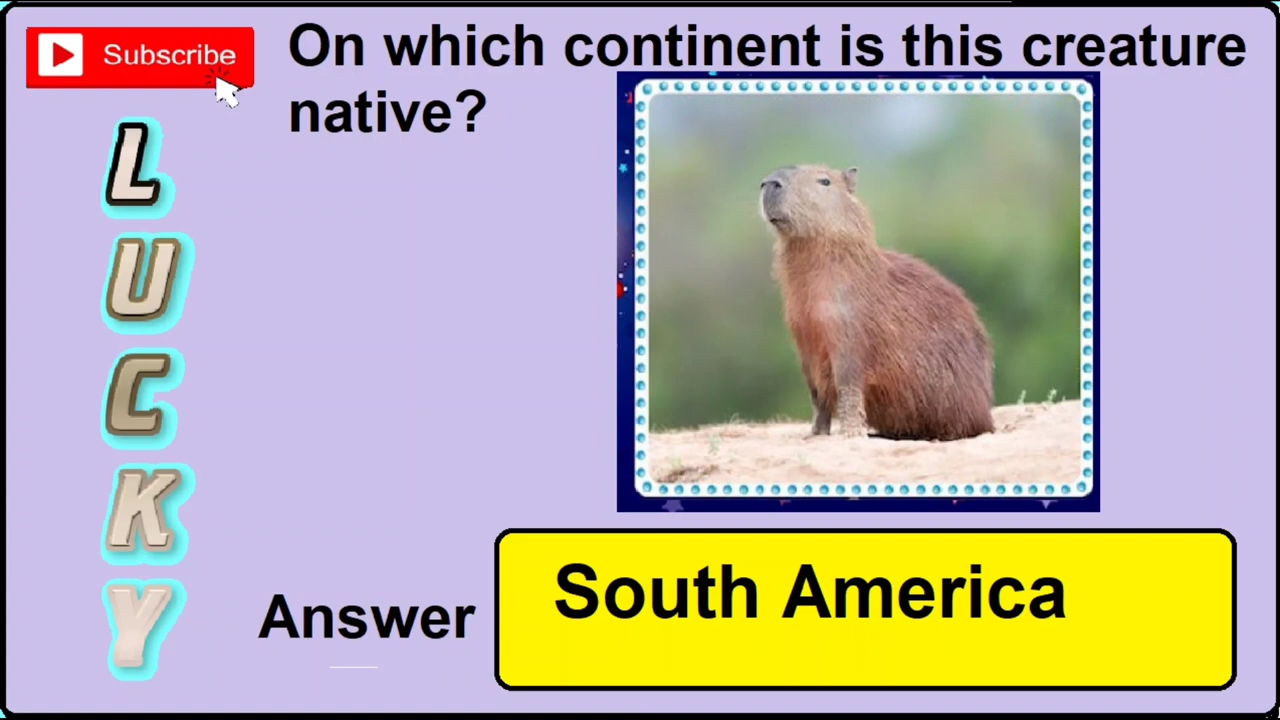 Subscribe
On which continent is this creature
native?
L
U
C
K
Y
Answer
South America